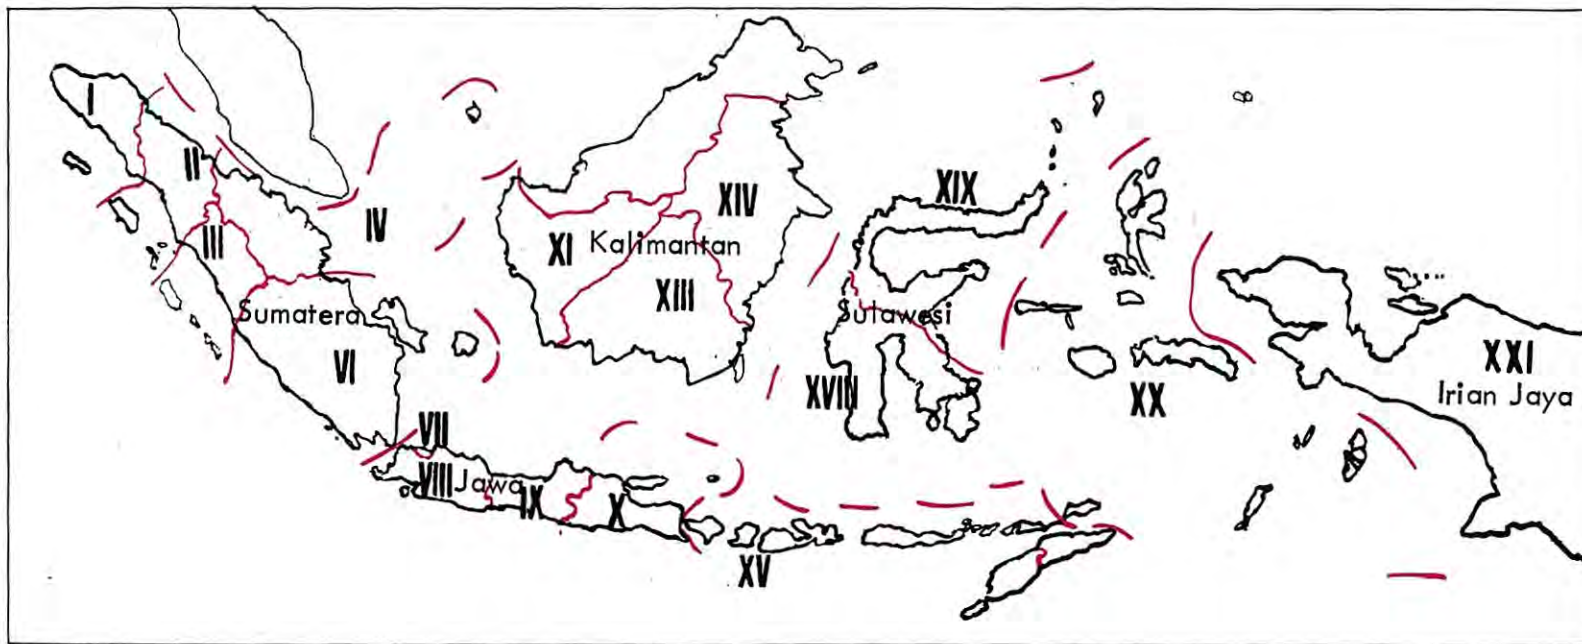 I
II
III
IV
Sumatera
VI
VII
VIII
Jawa
IX
X
XI
Kalimantan
XIII
XIV
XV
XIX
Sulawesi
XVIII
XX
XXI
Irian Jaya